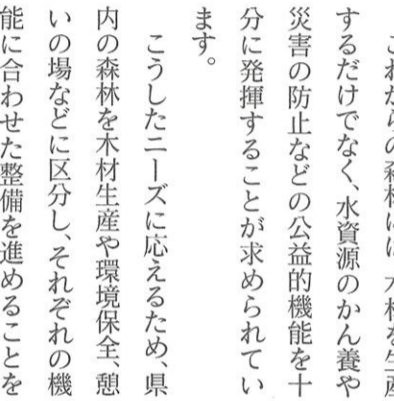 これからの森林には、木材を生産
するだけでなく、水資源のかん養や
災害の防止などの公益的機能を十
分に発揮することが求められてい
ます。
こうしたニーズに応えるため、県
内の森林を木材生産や環境保全、憩
いの場などに区分し、それぞれの機
能に合わせた整備を進めることを